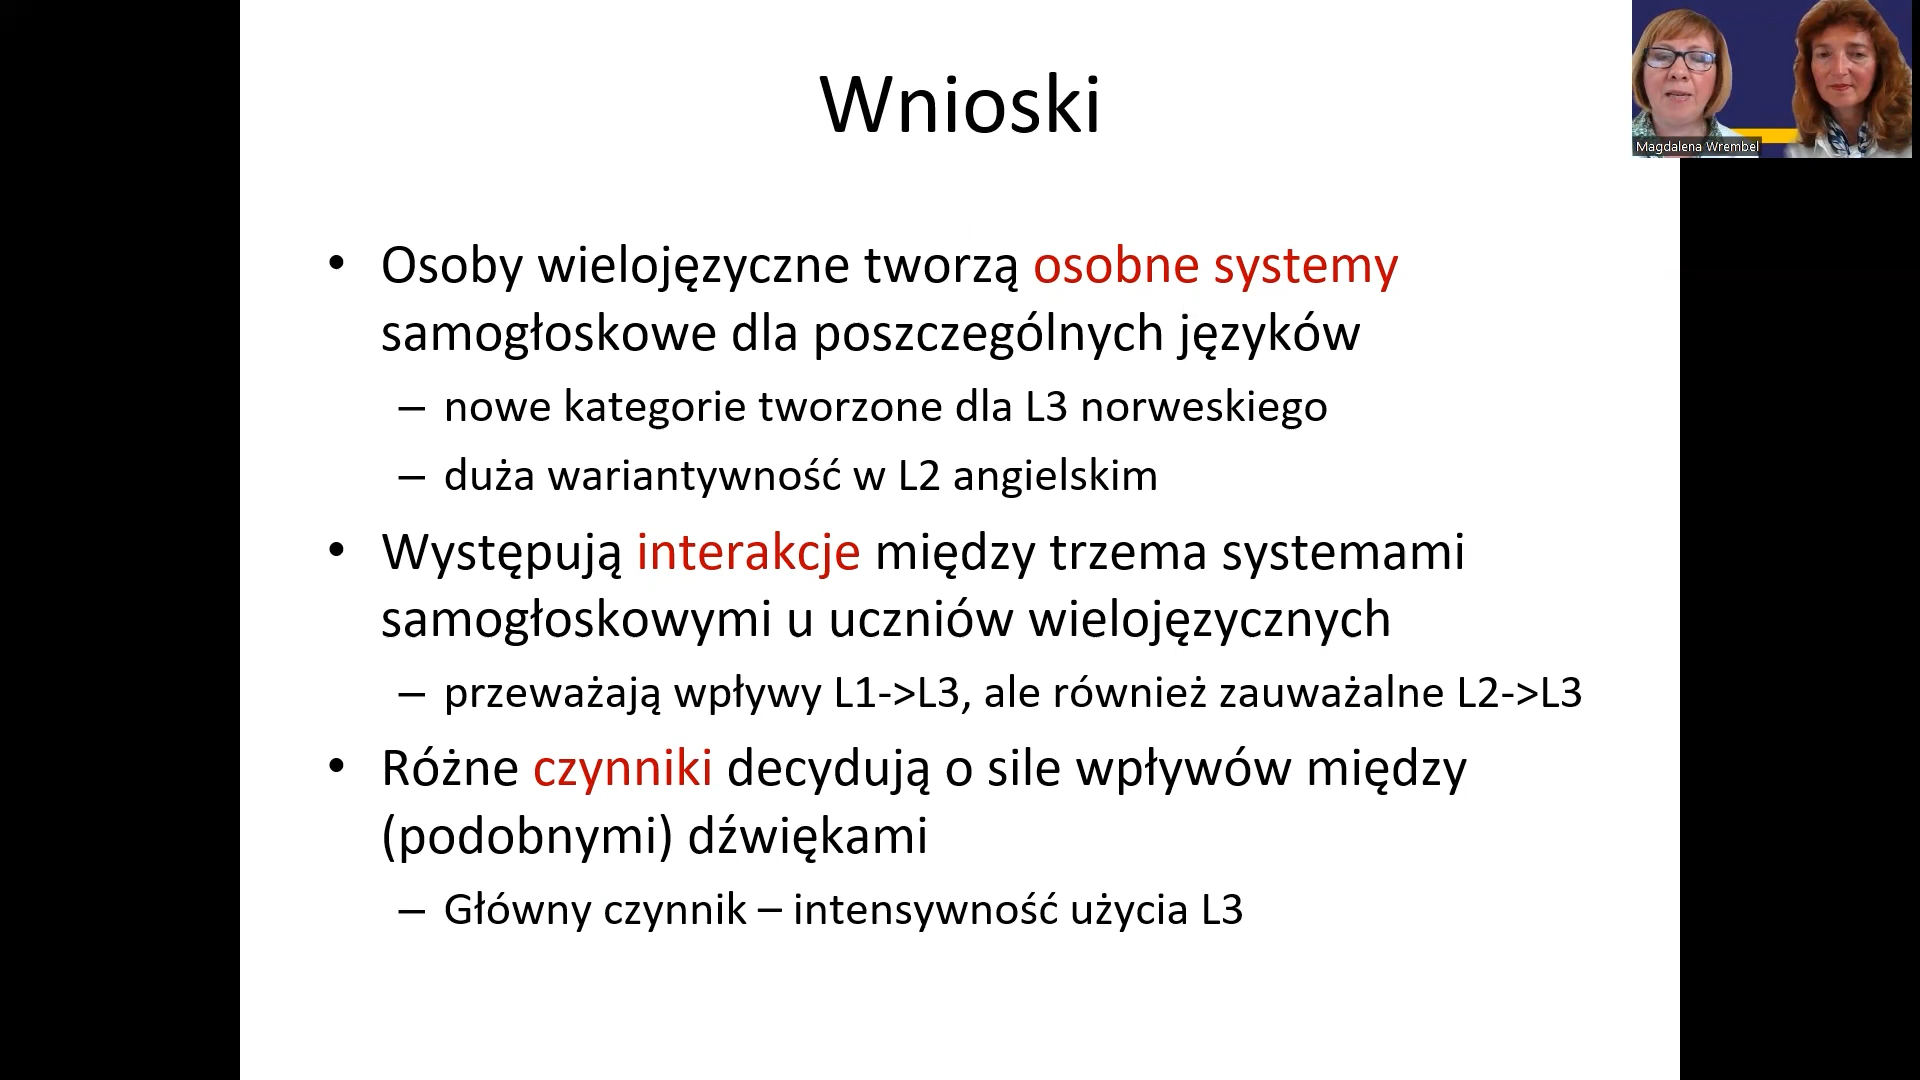 Wnioski
• Osoby wielojęzyczne tworzą osobne systemy
samogłoskowe dla poszczególnych języków
– nowe kategorie tworzone dla L3 norweskiego
– duża wariantywność w L2 angielskim
• Występują interakcje między trzema systemami
samogłoskowymi u uczniów wielojęzycznych
– przeważają wpływy L1->L3, ale również zauważalne L2->L3
• Różne czynniki decydują o sile wpływów między
(podobnymi) dźwiękami
– Główny czynnik – intensywność użycia L3
Magdalena Wrembel